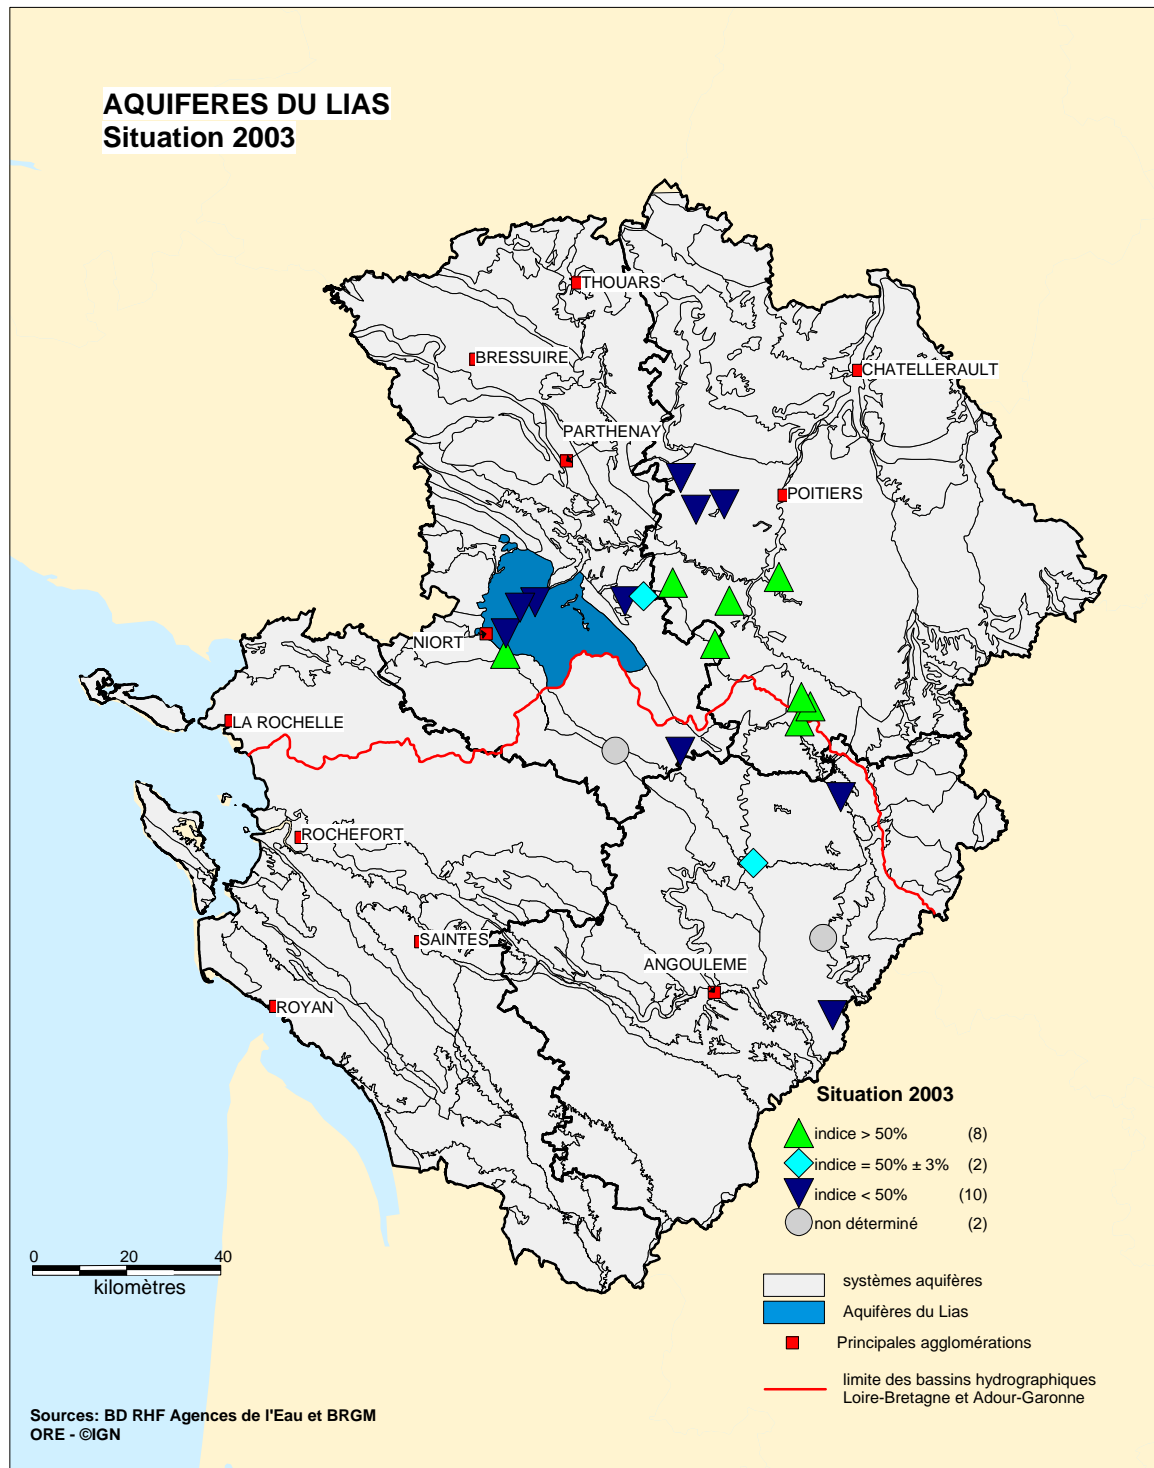 AQUIFERES DU LIAS
Situation 2003
THOUARS
BRESSUIRE
CHATELLERAULT
PARTHENAY
POITIERS
NIORT
LA ROCHELLE
ROCHEFORT
SAINTES
ANGOULEME
ROYAN
Situation 2003
indice > 50% (8)
indice = 50% ± 3% (2)
indice < 50% (10)
non déterminé (2)
0 20 40
kilomètres
systèmes aquifères
Aquifères du Lias
Principales agglomérations
limite des bassins hydrographiques
Loire-Bretagne et Adour-Garonne
Sources: BD RHF Agences de l'Eau et BRGM
ORE - ©IGN